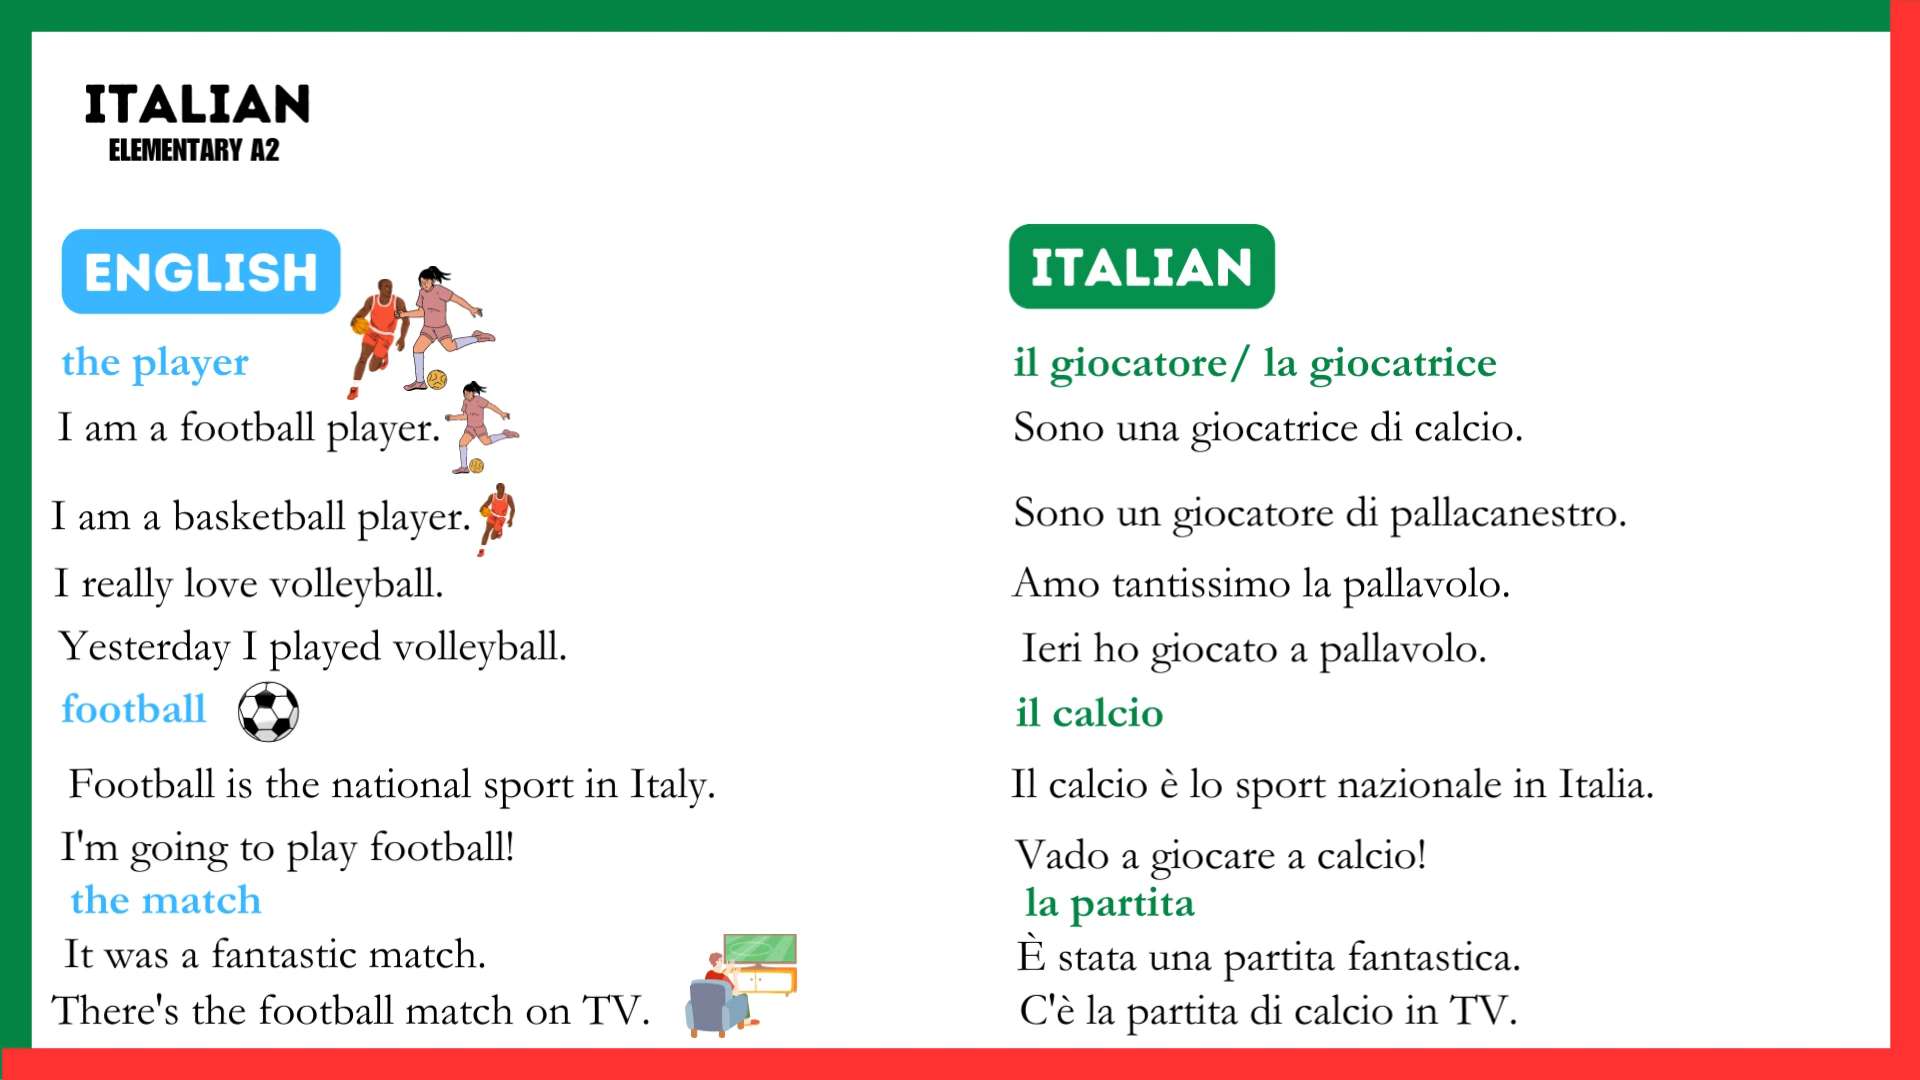 ITALIAN
ELEMENTARY A2
ENGLISH
the player
I am a football player.
I am a basketball player.
I really love volleyball.
Yesterday I played volleyball.
football
Football is the national sport in Italy.
I'm going to play football!
the match
It was a fantastic match.
There's the football match on TV.
ITALIAN
il giocatore/ la giocatrice
Sono una giocatrice di calcio.
Sono un giocatore di pallacanestro.
Amo tantissimo la pallavolo.
Ieri ho giocato a pallavolo.
il calcio
Il calcio è lo sport nazionale in Italia.
Vado a giocare a calcio!
la partita
È stata una partita fantastica.
C'è la partita di calcio in TV.